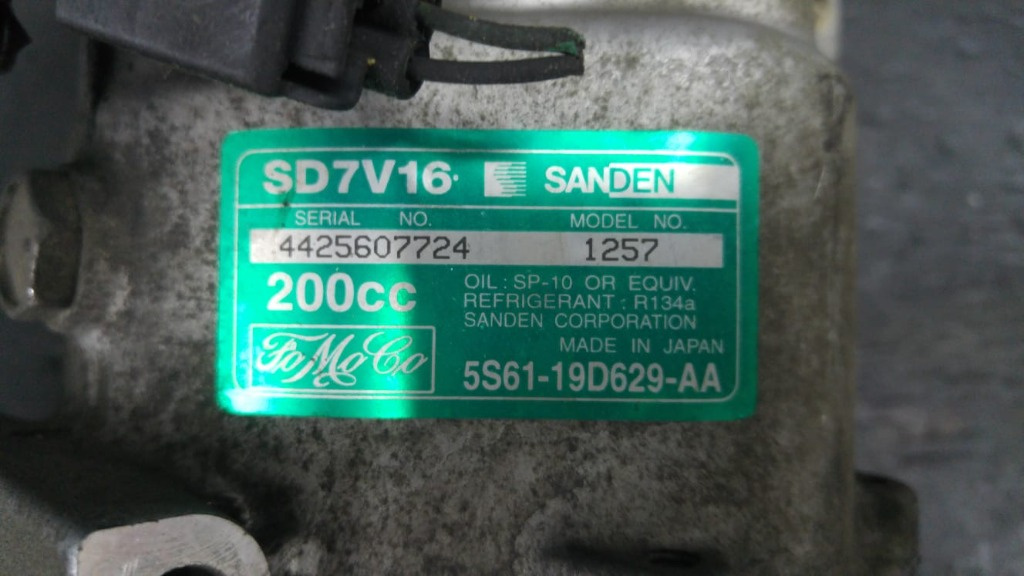 SD7V16 SANDEN
SERIAL NO. MODEL NO.
4425607724 1257
200cc
OIL : SP-10 OR EQUIV.
REFRIGERANT : R134a
SANDEN CORPORATION
MADE IN JAPAN
FoMoCo
5S61-19D629-AA